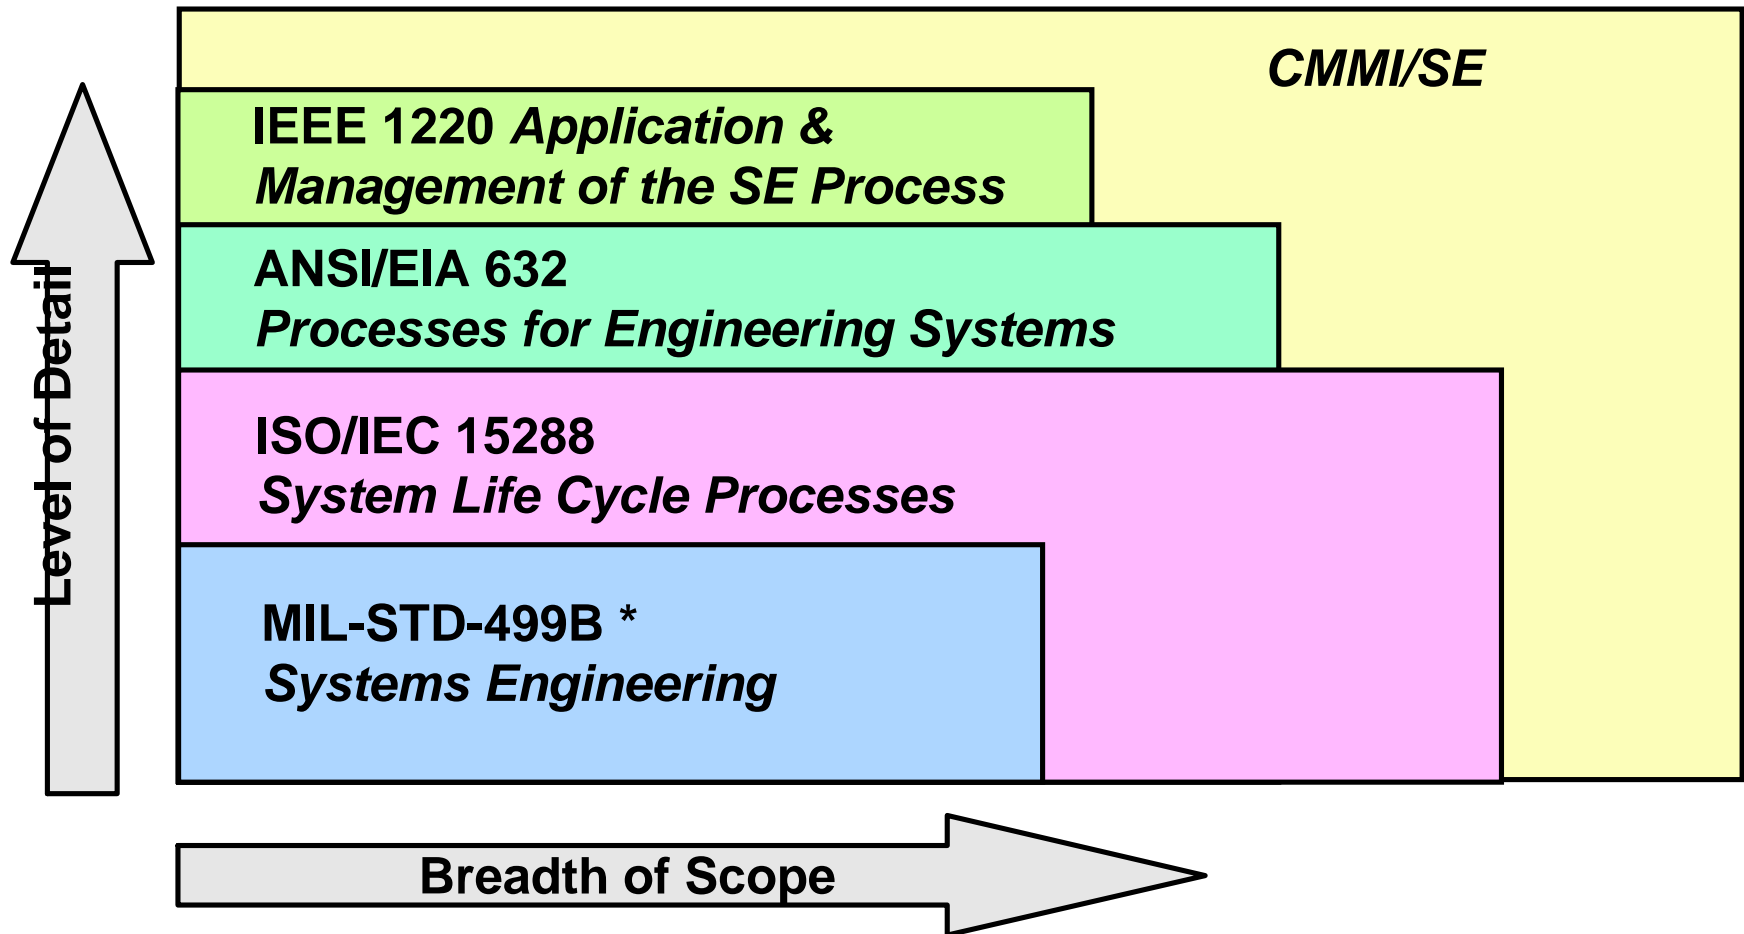 CMMI/SE
IEEE 1220 Application &
Management of the SE Process
ANSI/EIA 632
Processes for Engineering Systems
Level of Detail
ISO/IEC 15288
System Life Cycle Processes
MIL-STD-499B *
Systems Engineering
Breadth of Scope